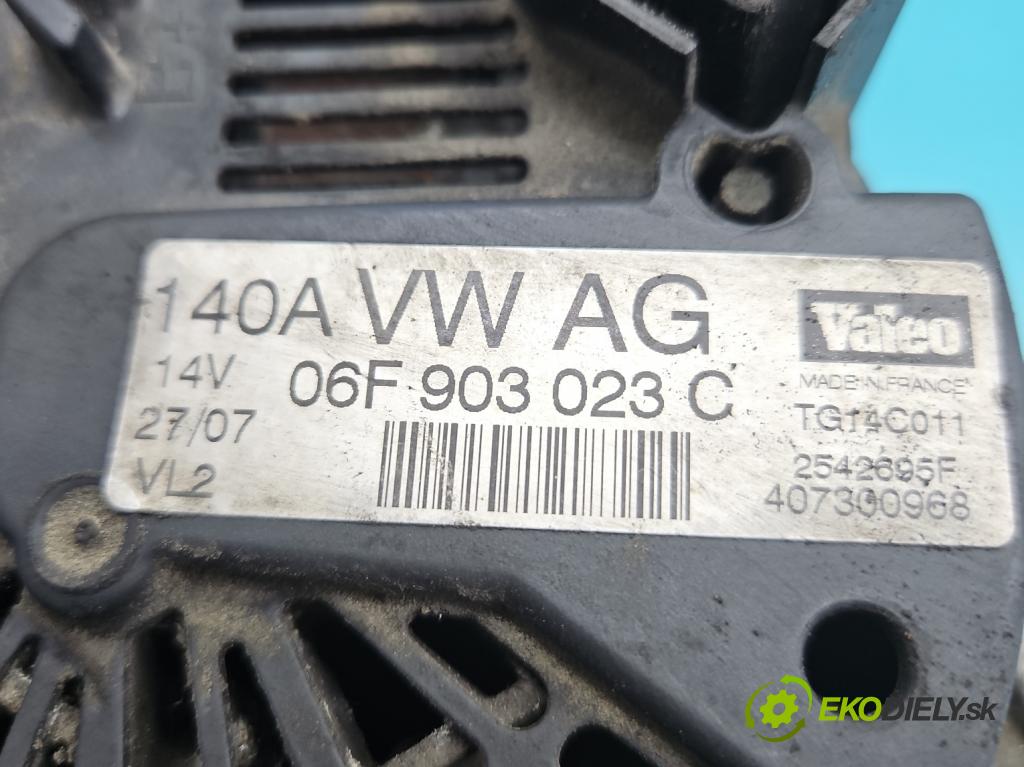 140A VW AG
14V 06F 903 023 C
27/07
VL2
Valeo
MADE IN FRANCE
TG14C011
2542695F
407300968
EKODIELY.sk